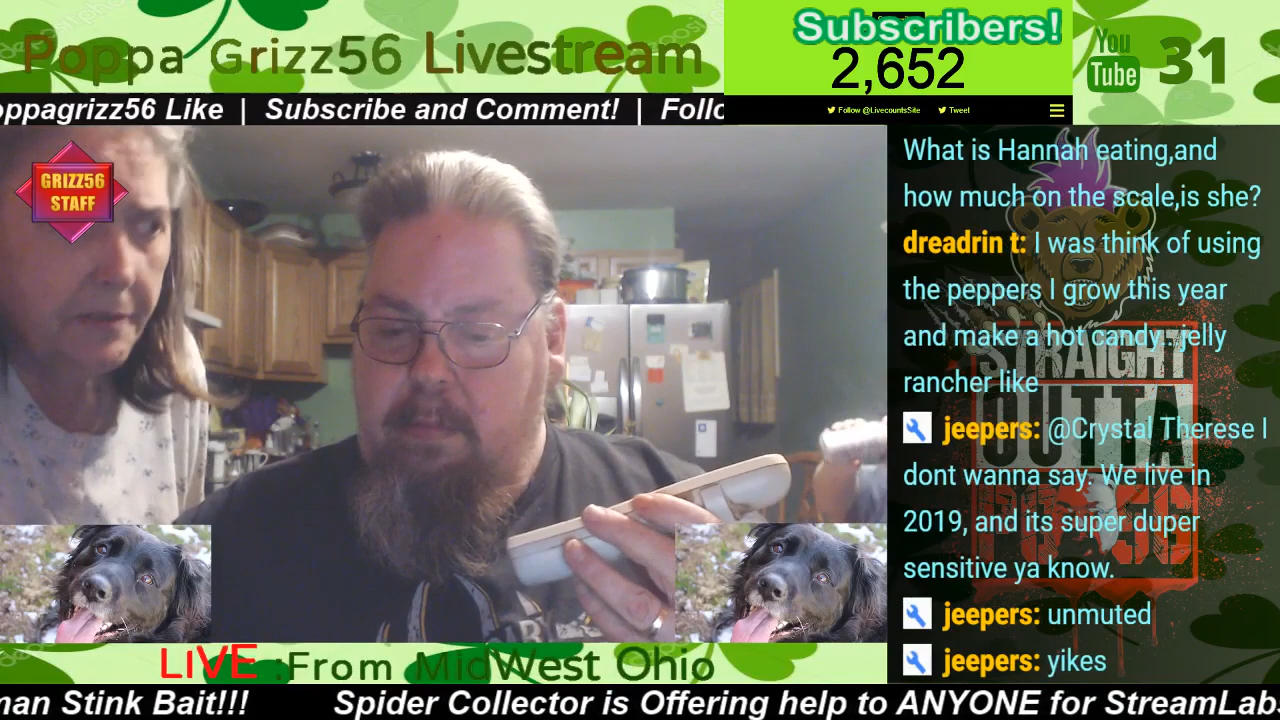 Poppa Grizz56 Livestream
Subscribers!
2,652
You
Tube
31
oppagrizz56 Like | Subscribe and Comment! | Follo
Follow @LivecountsSite
Tweet
GRIZZ56
STAFF
What is Hannah eating,and
how much on the scale,is she?
dreadrin t: I was think of using
the peppers I grow this year
and make a hot candy...jelly
rancher like
jeepers: @Crystal Therese I
dont wanna say. We live in
2019, and its super duper
sensitive ya know.
jeepers: unmuted
jeepers: yikes
STRAIGHT
OUTTA
PG56
LIVE :From MidWest Ohio
man Stink Bait!!! Spider Collector is Offering help to ANYONE for StreamLabs